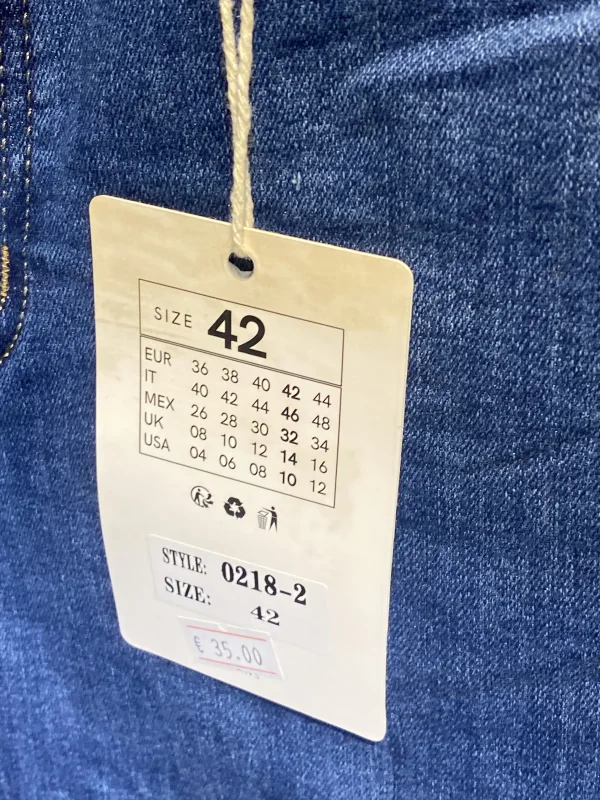 SIZE 42
EUR 36 38 40 42 44
IT 40 42 44 46 48
MEX 26 28 30 32 34
UK 08 10 12 14 16
USA 04 06 08 10 12
STYLE: 0218-2
SIZE: 42
€ 35.00